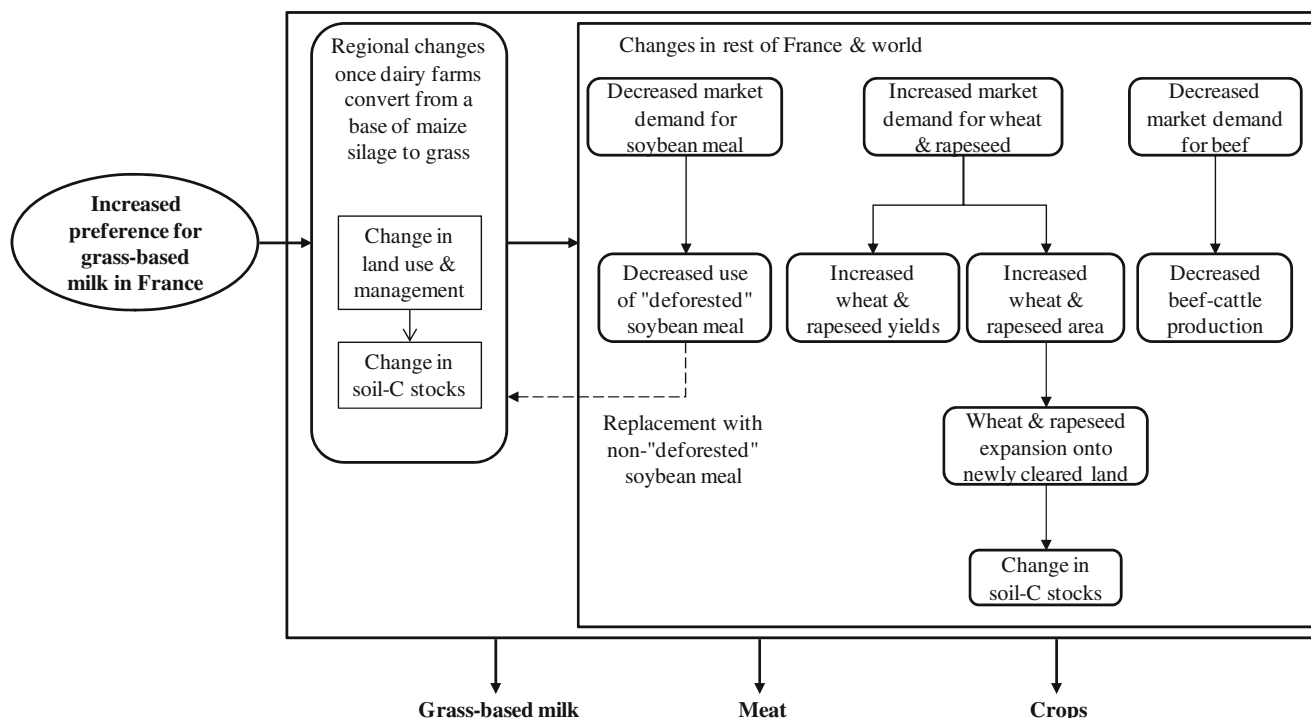 Increased
preference for
grass-based
milk in France
Regional changes
once dairy farms
convert from a
base of maize
silage to grass
Change in
land use &
management
Change in
soil-C stocks
Changes in rest of France & world
Decreased market
demand for
soybean meal
Increased market
demand for wheat
& rapeseed
Decreased
market demand
for beef
Decreased use
of "deforested"
soybean meal
Increased
wheat &
rapeseed yields
Increased
wheat &
rapeseed area
Decreased
beef-cattle
production
Replacement with
non-"deforested"
soybean meal
Wheat & rapeseed
expansion onto
newly cleared land
Change in
soil-C stocks
Grass-based milk
Meat
Crops